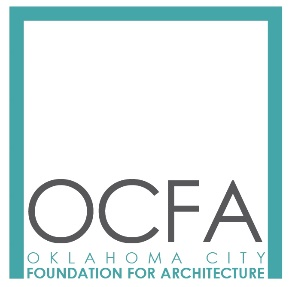 OCFA
OKLAHOMA CITY
FOUNDATION FOR ARCHITECTURE